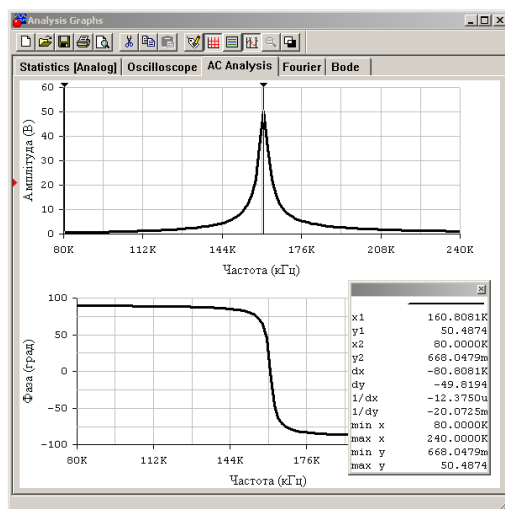 Analysis Graphs
Statistics [Analog] Oscilloscope AC Analysis Fourier Bode
Амплітуда (В)
60
50
40
30
20
10
0
80K 112K 144K 176K 208K 240K
Частота (кГц)
Фаза (град)
100
50
0
-50
-100
80K 112K 144K 176K
Частота (кГц)
x1 160.8081K
y1 50.4874
x2 80.0000K
y2 668.0479m
dx -80.8081K
dy -49.8194
1/dx -12.3750u
1/dy -20.0725m
min x 80.0000K
max x 240.0000K
min y 668.0479m
max y 50.4874